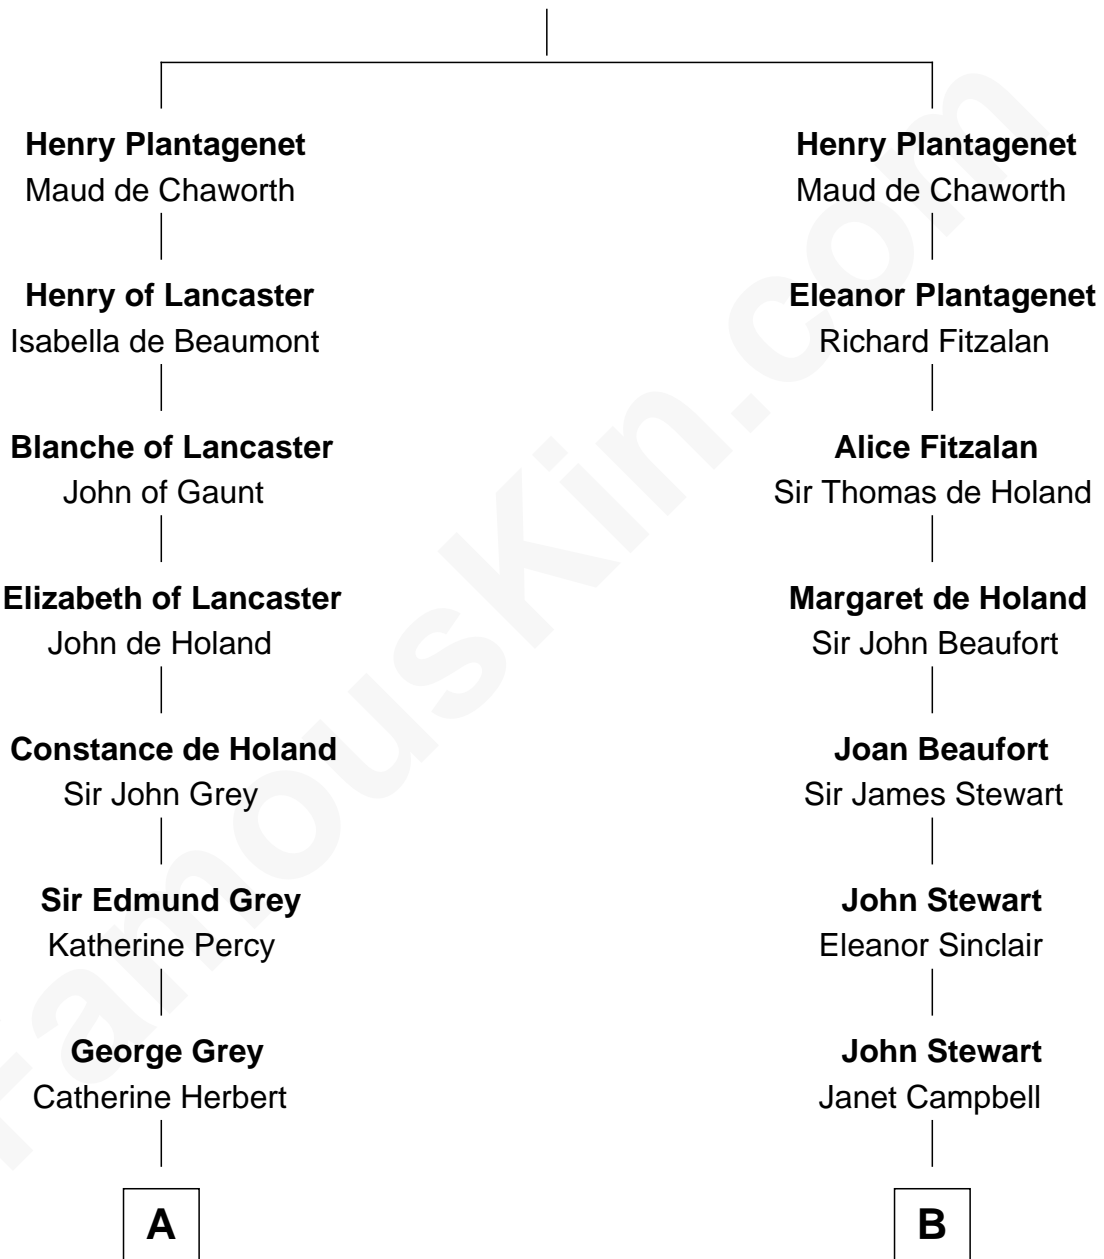 Henry Plantagenet
Maud de Chaworth
Henry of Lancaster
Isabella de Beaumont
Blanche of Lancaster
John of Gaunt
Elizabeth of Lancaster
John de Holand
Constance de Holand
Sir John Grey
Sir Edmund Grey
Katherine Percy
George Grey
Catherine Herbert
A
Henry Plantagenet
Maud de Chaworth
Eleanor Plantagenet
Richard Fitzalan
Alice Fitzalan
Sir Thomas de Holand
Margaret de Holand
Sir John Beaufort
Joan Beaufort
Sir James Stewart
John Stewart
Eleanor Sinclair
John Stewart
Janet Campbell
B
FamousKin.com